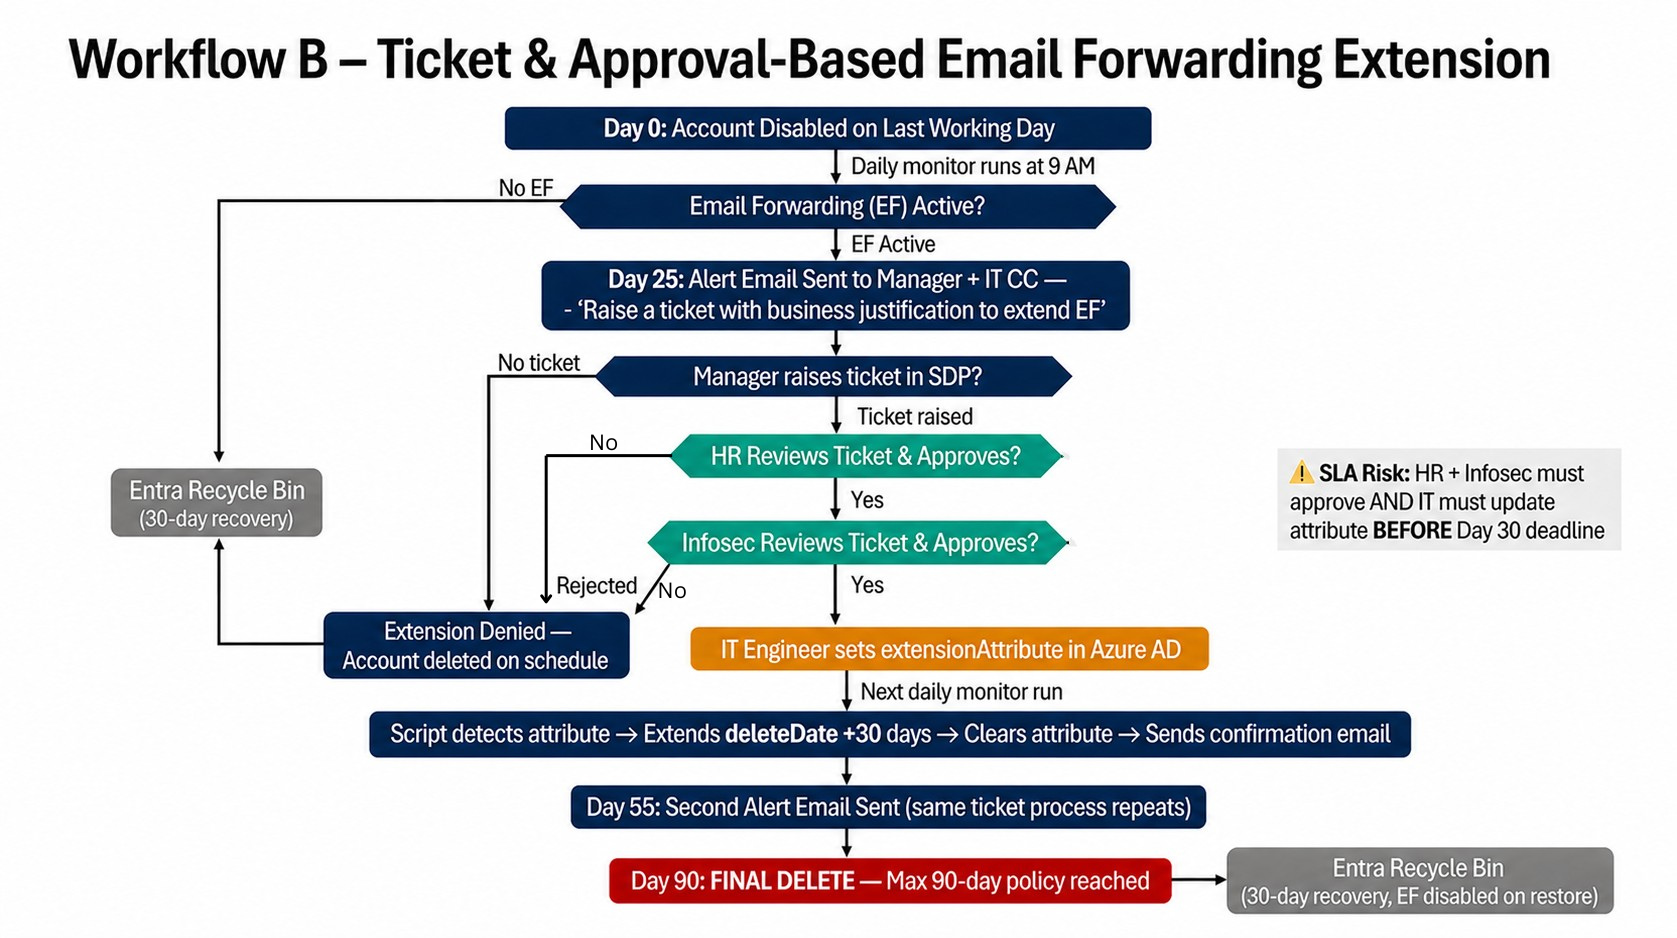 Workflow B – Ticket & Approval-Based Email Forwarding Extension
Day 0: Account Disabled on Last Working Day
Daily monitor runs at 9 AM
No EF
Email Forwarding (EF) Active?
EF Active
Day 25: Alert Email Sent to Manager + IT CC —
- ‘Raise a ticket with business justification to extend EF’
No ticket
Manager raises ticket in SDP?
Ticket raised
No
HR Reviews Ticket & Approves?
Yes
Entra Recycle Bin
(30-day recovery)
⚠️ SLA Risk: HR + Infosec must
approve AND IT must update
attribute BEFORE Day 30 deadline
Infosec Reviews Ticket & Approves?
Rejected
No
Yes
Extension Denied —
Account deleted on schedule
IT Engineer sets extensionAttribute in Azure AD
Next daily monitor run
Script detects attribute → Extends deleteDate +30 days → Clears attribute → Sends confirmation email
Day 55: Second Alert Email Sent (same ticket process repeats)
Day 90: FINAL DELETE — Max 90-day policy reached
Entra Recycle Bin
(30-day recovery, EF disabled on restore)